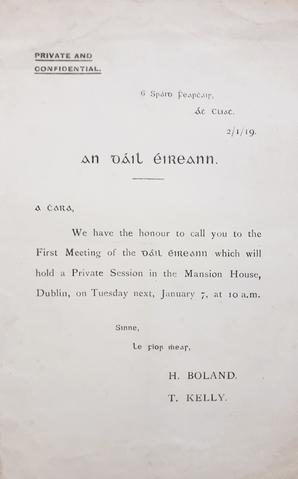 PRIVATE AND
CONFIDENTIAL.
6 Sráid Fearcair,
Át Cliat.
2/1/19.
An Dáil Éireann.
A Ċara,
We have the honour to call you to the
First Meeting of the Dáil Éireann which will
hold a Private Session in the Mansion House,
Dublin, on Tuesday next, January 7, at 10 a.m.
Sinne,
Le fíor ṁeas,
H. BOLAND.
T. KELLY.